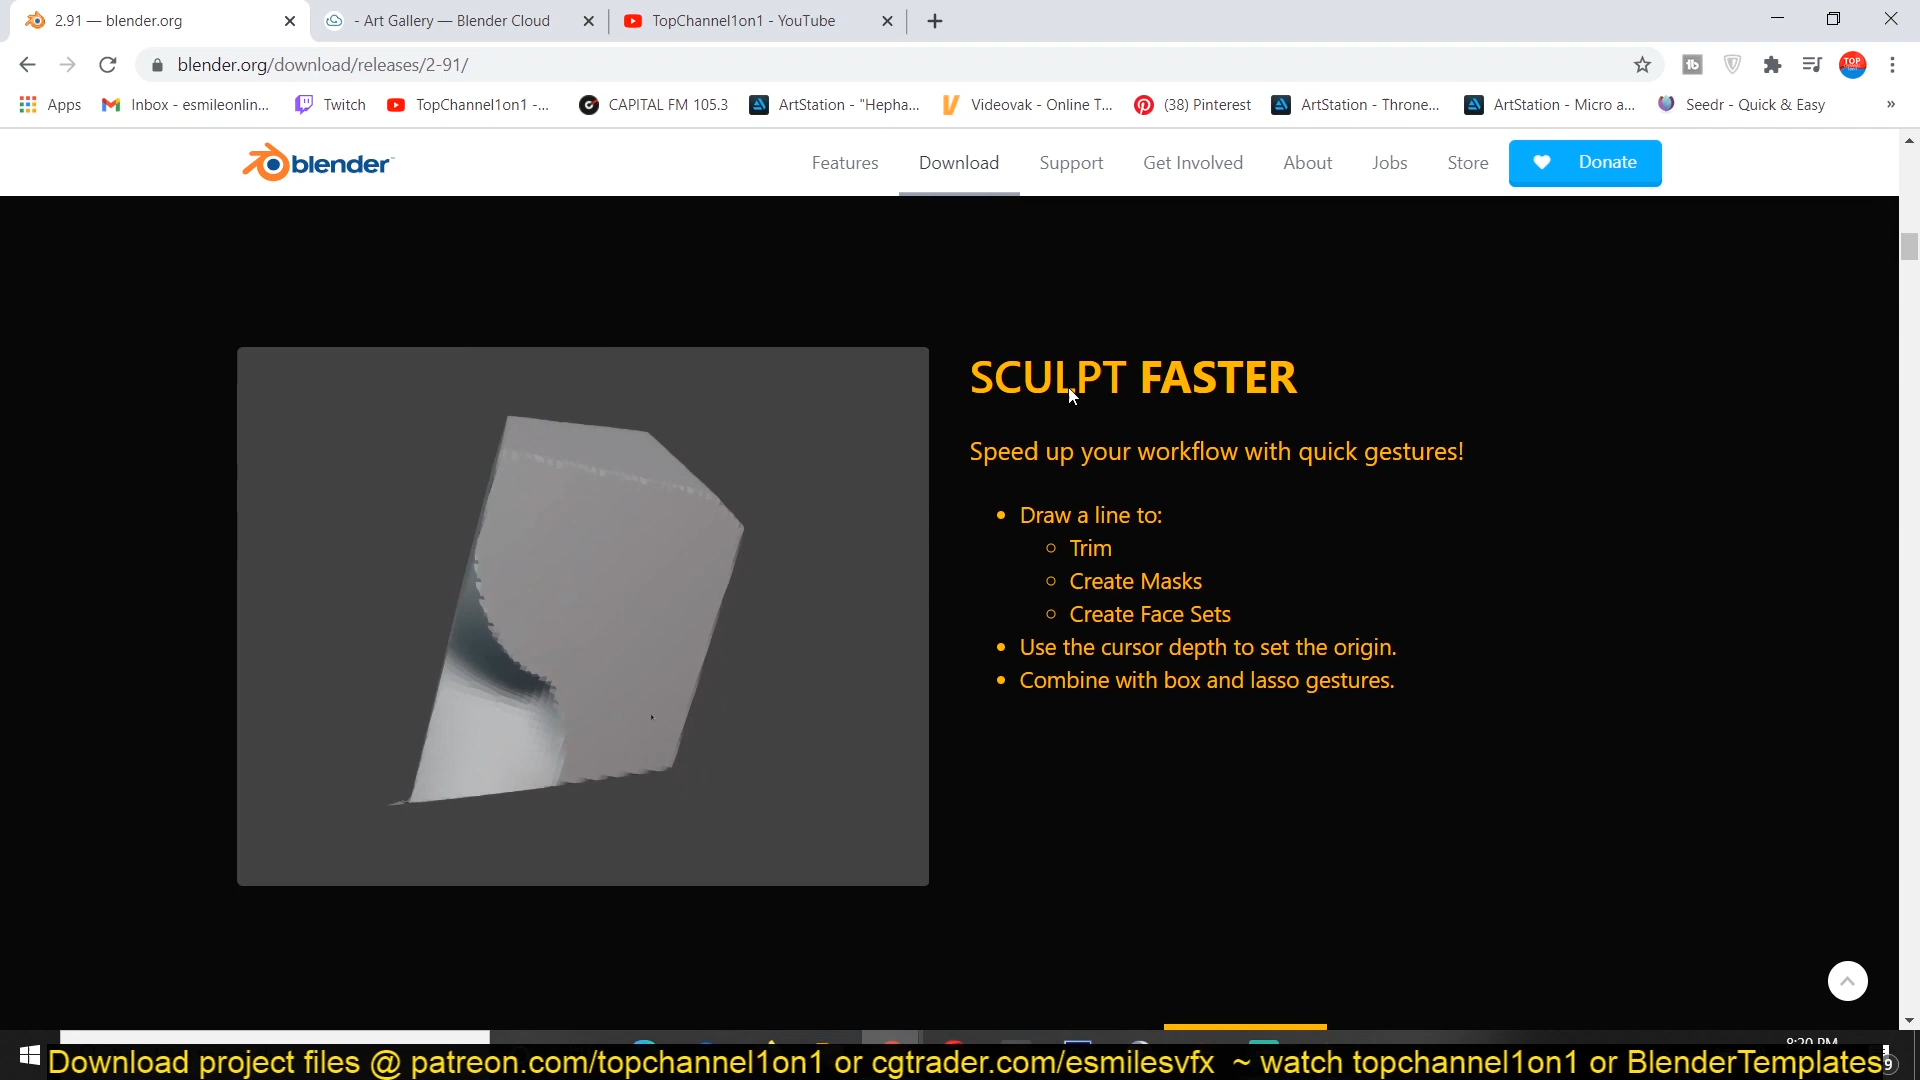 2.91 — blender.org
- Art Gallery — Blender Cloud
TopChannel1on1 - YouTube
blender.org/download/releases/2-91/
Apps
Inbox - esmileonlin...
Twitch
TopChannel1on1 -...
CAPITAL FM 105.3
ArtStation - "Hepha...
Videovak - Online T...
(38) Pinterest
ArtStation - Throne...
ArtStation - Micro a...
Seedr - Quick & Easy
»
TOP
blender
Features
Download
Support
Get Involved
About
Jobs
Store
Donate
SCULPT FASTER
Speed up your workflow with quick gestures!
• Draw a line to:
Trim
Create Masks
Create Face Sets
• Use the cursor depth to set the origin.
• Combine with box and lasso gestures.
8:20 PM
Download project files @ patreon.com/topchannel1on1 or cgtrader.com/esmilesvfx ~ watch topchannel1on1 or BlenderTemplates